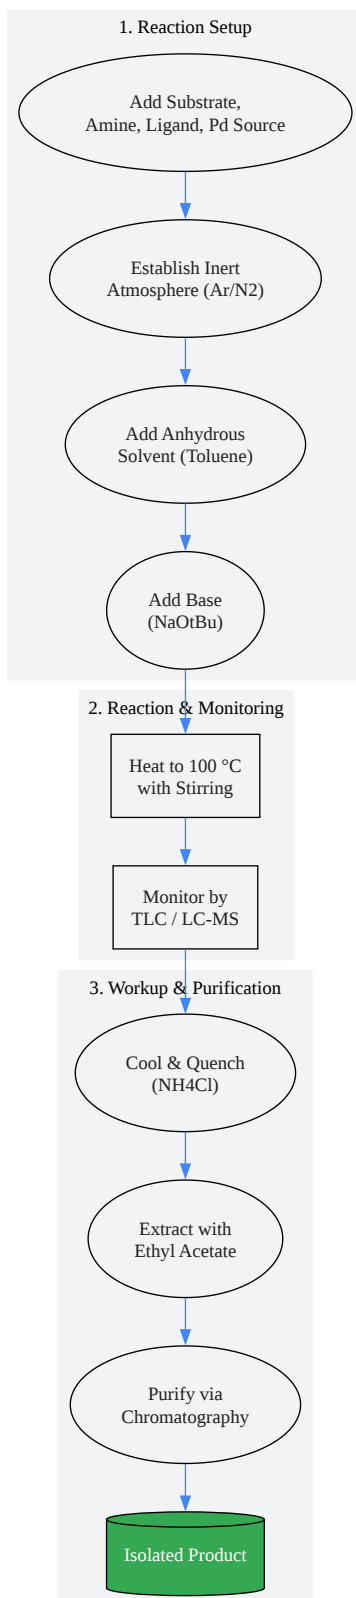 1. Reaction Setup
Add Substrate,
Amine, Ligand, Pd Source
Establish Inert
Atmosphere (Ar/N2)
Add Anhydrous
Solvent (Toluene)
Add Base
(NaOtBu)
2. Reaction & Monitoring
Heat to 100 °C
with Stirring
Monitor by
TLC / LC-MS
3. Workup & Purification
Cool & Quench
(NH4Cl)
Extract with
Ethyl Acetate
Purify via
Chromatography
Isolated Product